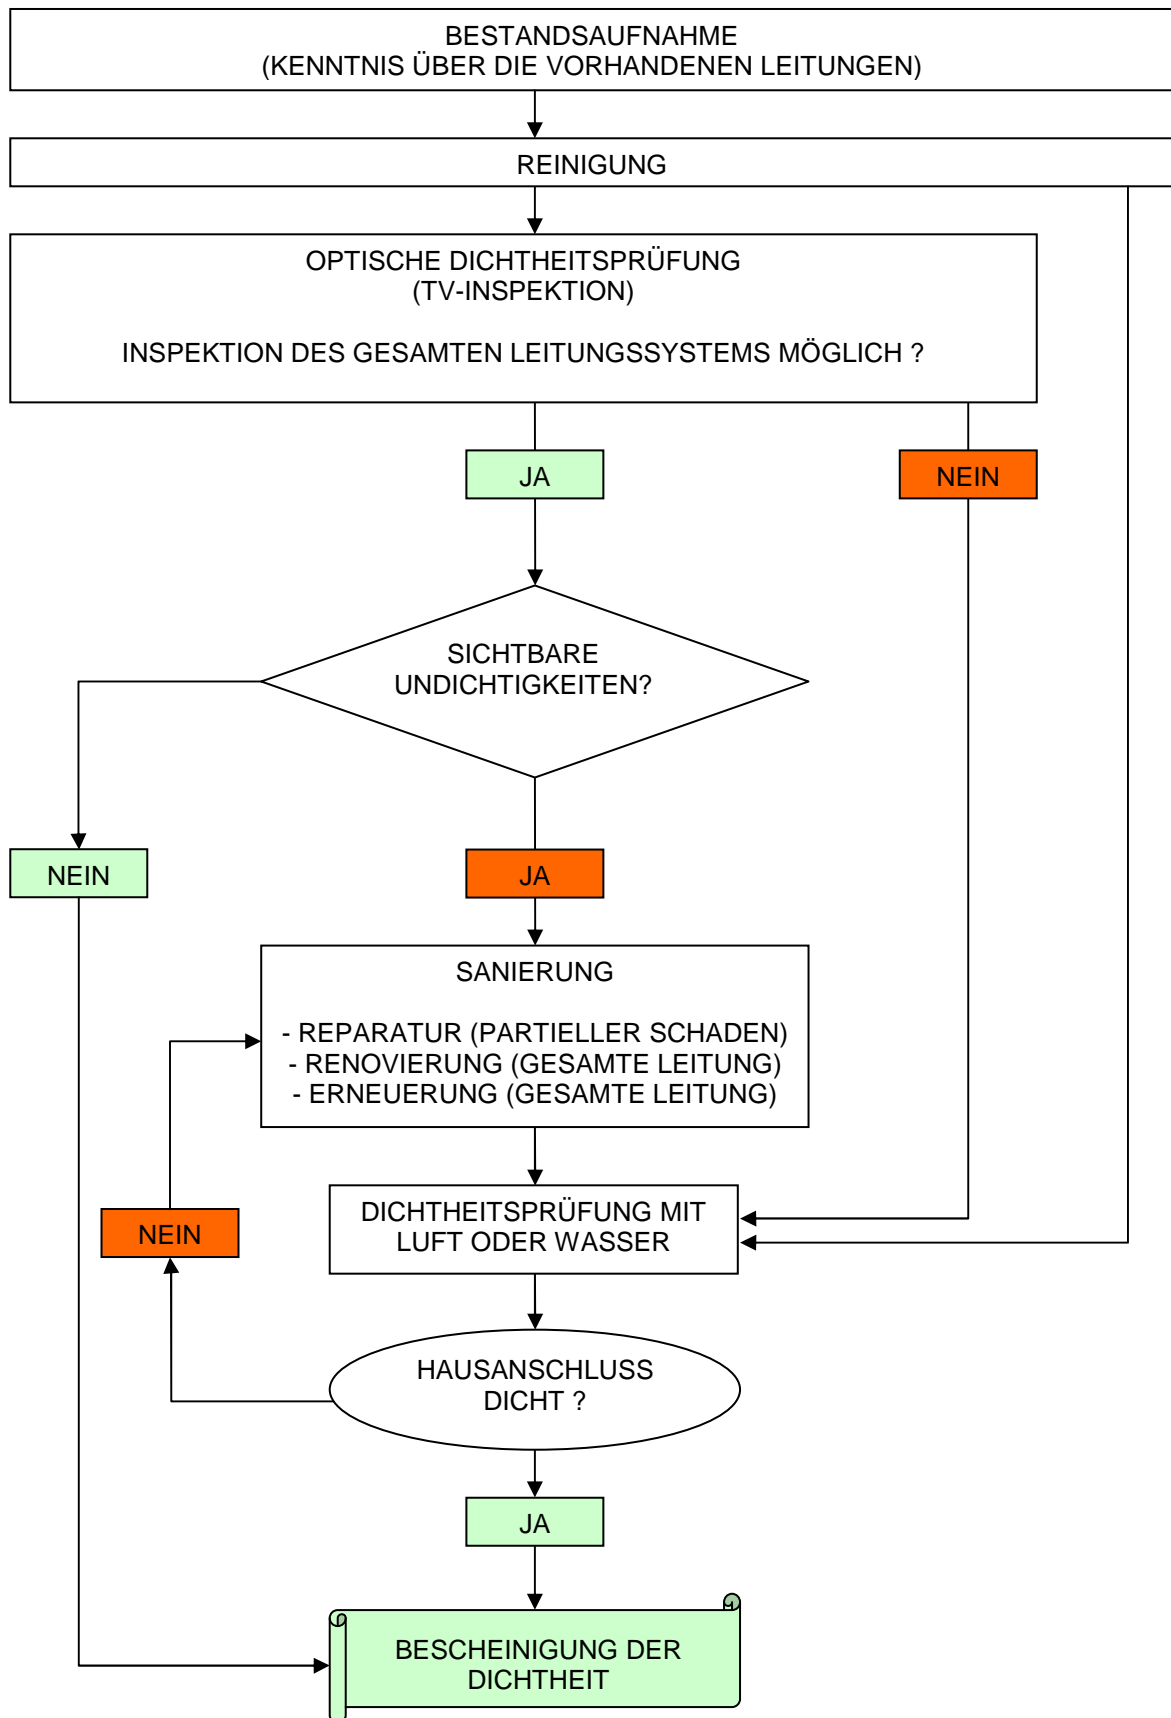 BESTANDSAUFNAHME
(KENNTNIS ÜBER DIE VORHANDENEN LEITUNGEN)
REINIGUNG
OPTISCHE DICHTHEITSPRÜFUNG
(TV-INSPEKTION)
INSPEKTION DES GESAMTEN LEITUNGSSYSTEMS MÖGLICH ?
JA
NEIN
SICHTBARE
UNDICHTIGKEITEN?
NEIN
JA
SANIERUNG
- REPARATUR (PARTIELLER SCHADEN)
- RENOVIERUNG (GESAMTE LEITUNG)
- ERNEUERUNG (GESAMTE LEITUNG)
DICHTHEITSPRÜFUNG MIT
LUFT ODER WASSER
NEIN
HAUSANSCHLUSS
DICHT ?
JA
BESCHEINIGUNG DER
DICHTHEIT